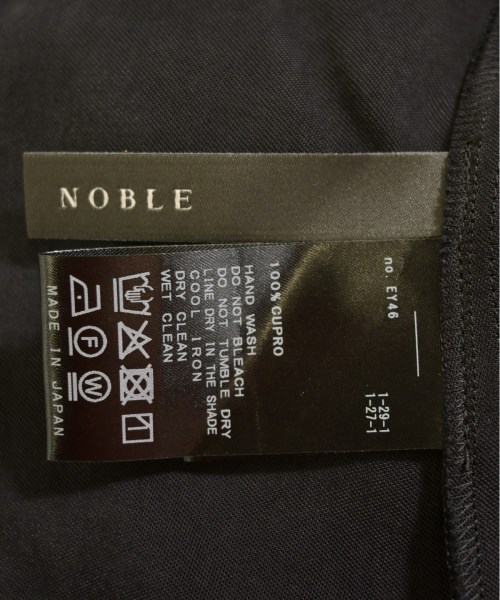 NOBLE
no. EY46
1-29-1
1-27-1
100% CUPRO
HAND WASH
DO NOT BLEACH
DO NOT TUMBLE DRY
LINE DRY IN THE SHADE
COOL IRON
DRY CLEAN
WET CLEAN
F
W
MADE IN JAPAN